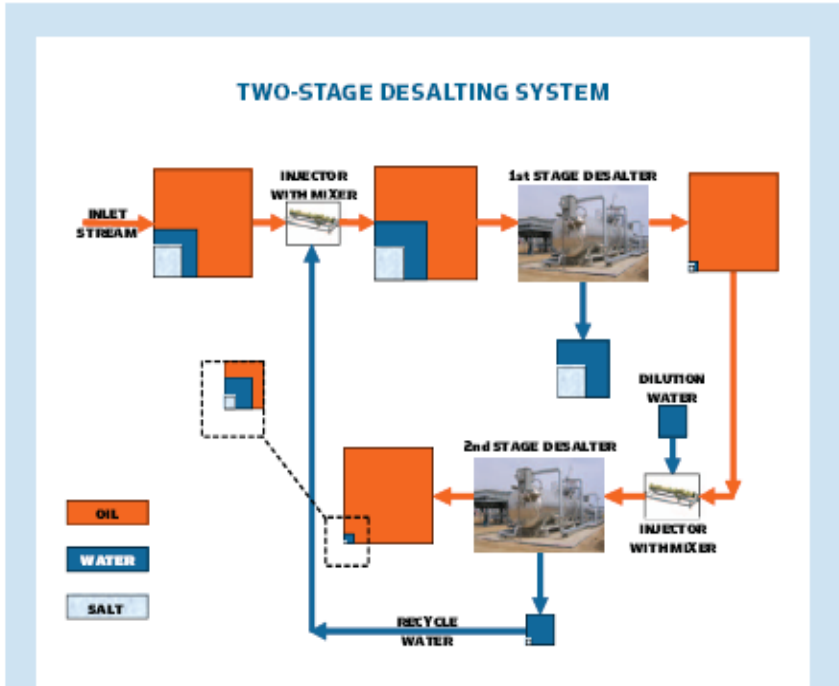 TWO-STAGE DESALTING SYSTEM
INJECTOR
WITH MIXER
1st STAGE DESALTER
INLET
STREAM
DILUTION
WATER
2nd STAGE DESALTER
OIL
INJECTOR
WITH MIXER
WATER
SALT
RECYCLE
WATER